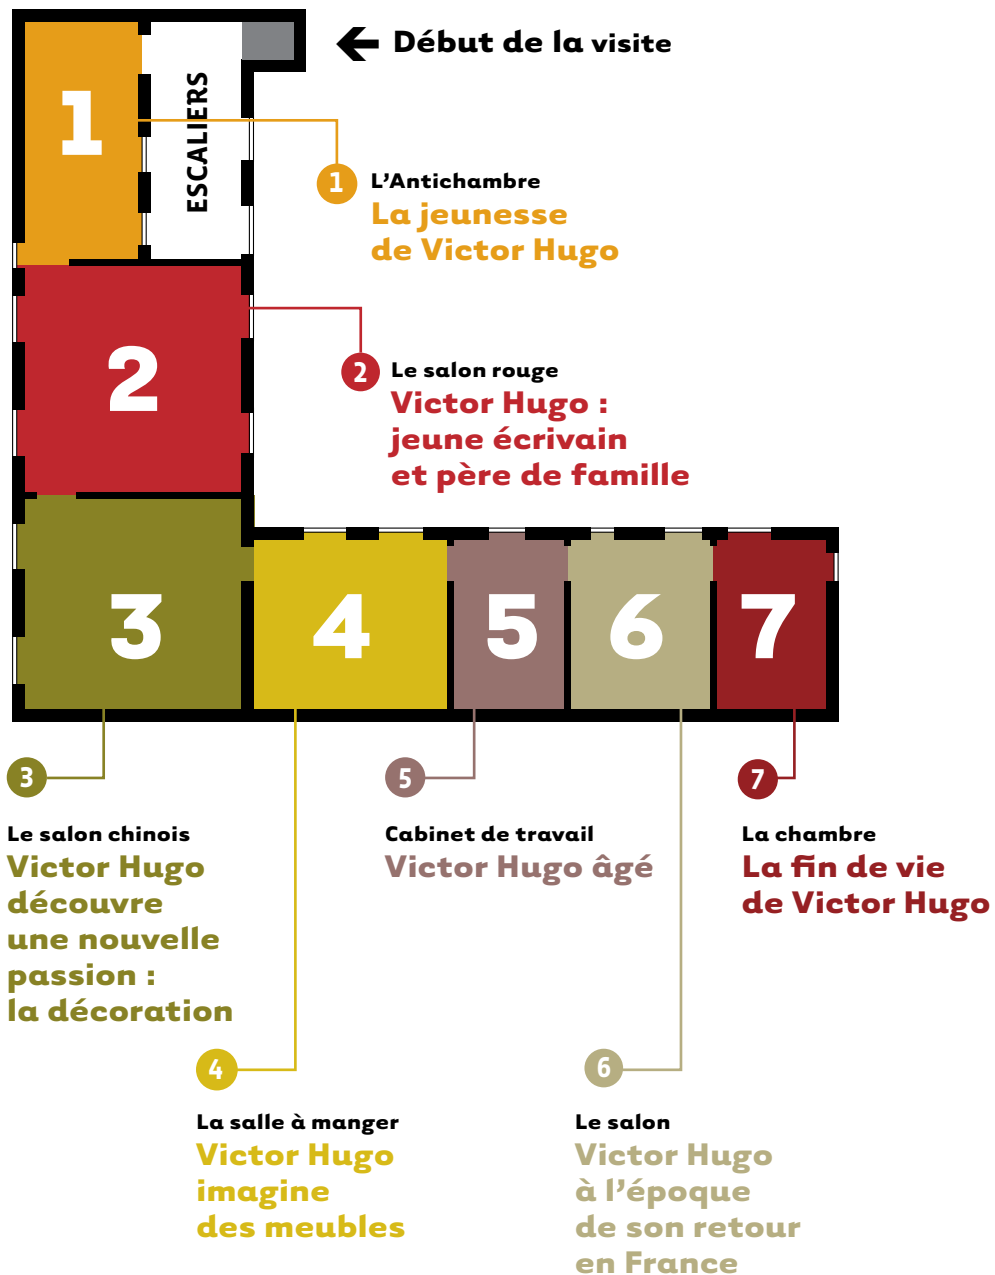 Début de la visite
1
ESCALIERS
1
L’Antichambre
La jeunesse
de Victor Hugo
2
2
Le salon rouge
Victor Hugo :
jeune écrivain
et père de famille
3
4
5
6
7
3
Le salon chinois
Victor Hugo
découvre
une nouvelle
passion :
la décoration
5
Cabinet de travail
Victor Hugo âgé
7
La chambre
La fin de vie
de Victor Hugo
4
La salle à manger
Victor Hugo
imagine
des meubles
6
Le salon
Victor Hugo
à l’époque
de son retour
en France